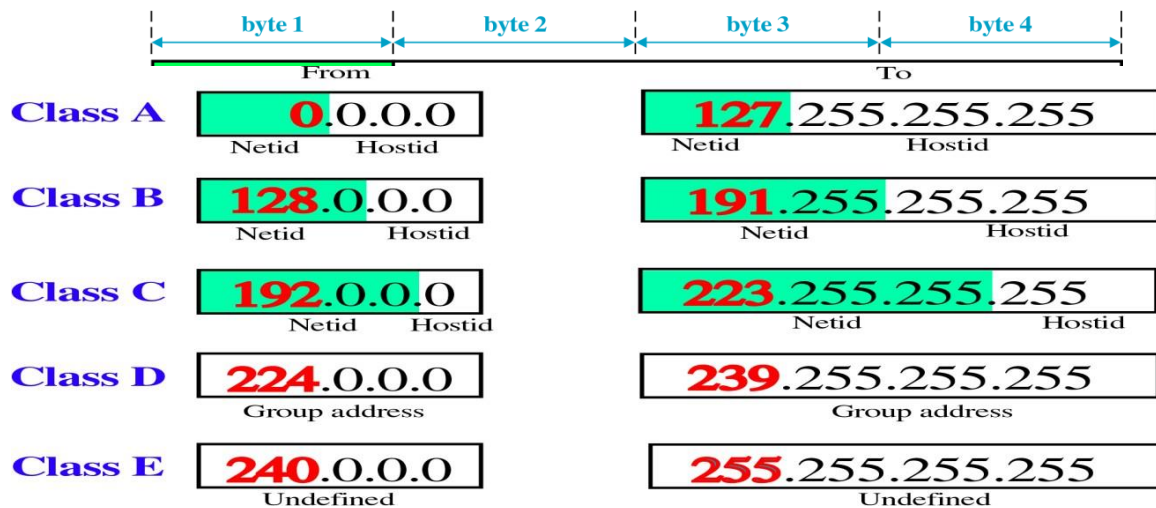 byte 1 byte 2 byte 3 byte 4
From To
Class A 0.0.0.0 127.255.255.255
Netid Hostid Netid Hostid
Class B 128.0.0.0 191.255.255.255
Netid Hostid Netid Hostid
Class C 192.0.0.0 223.255.255.255
Netid Hostid Netid Hostid
Class D 224.0.0.0 239.255.255.255
Group address Group address
Class E 240.0.0.0 255.255.255.255
Undefined Undefined